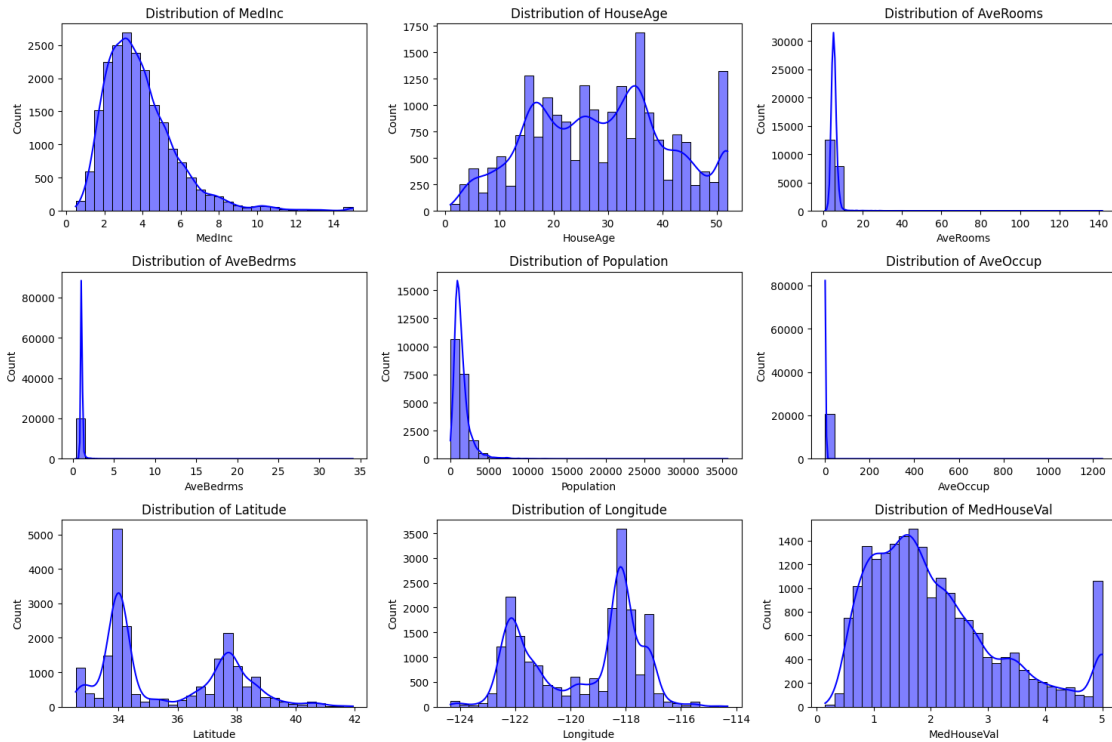 Distribution of MedInc
Count
2500
2000
1500
1000
500
0
0 2 4 6 8 10 12 14
MedInc
Distribution of HouseAge
Count
1750
1500
1250
1000
750
500
250
0
0 10 20 30 40 50
HouseAge
Distribution of AveRooms
Count
30000
25000
20000
15000
10000
5000
0
0 20 40 60 80 100 120 140
AveRooms
Distribution of AveBedrms
Count
80000
60000
40000
20000
0
0 5 10 15 20 25 30 35
AveBedrms
Distribution of Population
Count
15000
12500
10000
7500
5000
2500
0
0 5000 10000 15000 20000 25000 30000 35000
Population
Distribution of AveOccup
Count
80000
60000
40000
20000
0
0 200 400 600 800 1000 1200
AveOccup
Distribution of Latitude
Count
5000
4000
3000
2000
1000
0
34 36 38 40 42
Latitude
Distribution of Longitude
Count
3500
3000
2500
2000
1500
1000
500
0
−124 −122 −120 −118 −116 −114
Longitude
Distribution of MedHouseVal
Count
1400
1200
1000
800
600
400
200
0
0 1 2 3 4 5
MedHouseVal